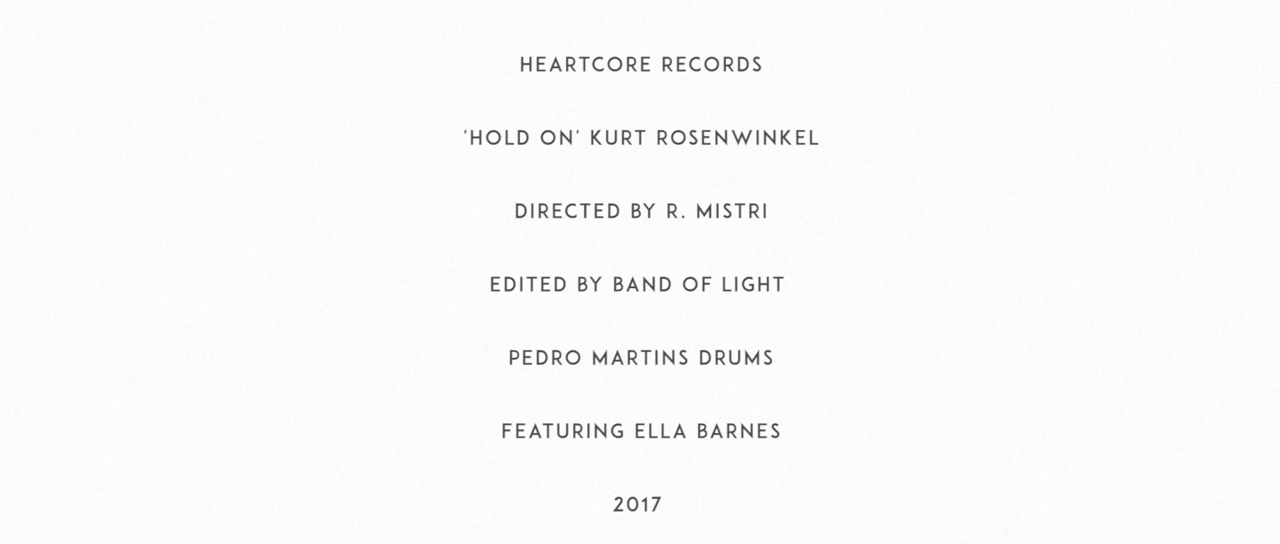 HEARTCORE RECORDS
'HOLD ON' KURT ROSENWINKEL
DIRECTED BY R. MISTRI
EDITED BY BAND OF LIGHT
PEDRO MARTINS DRUMS
FEATURING ELLA BARNES
2017